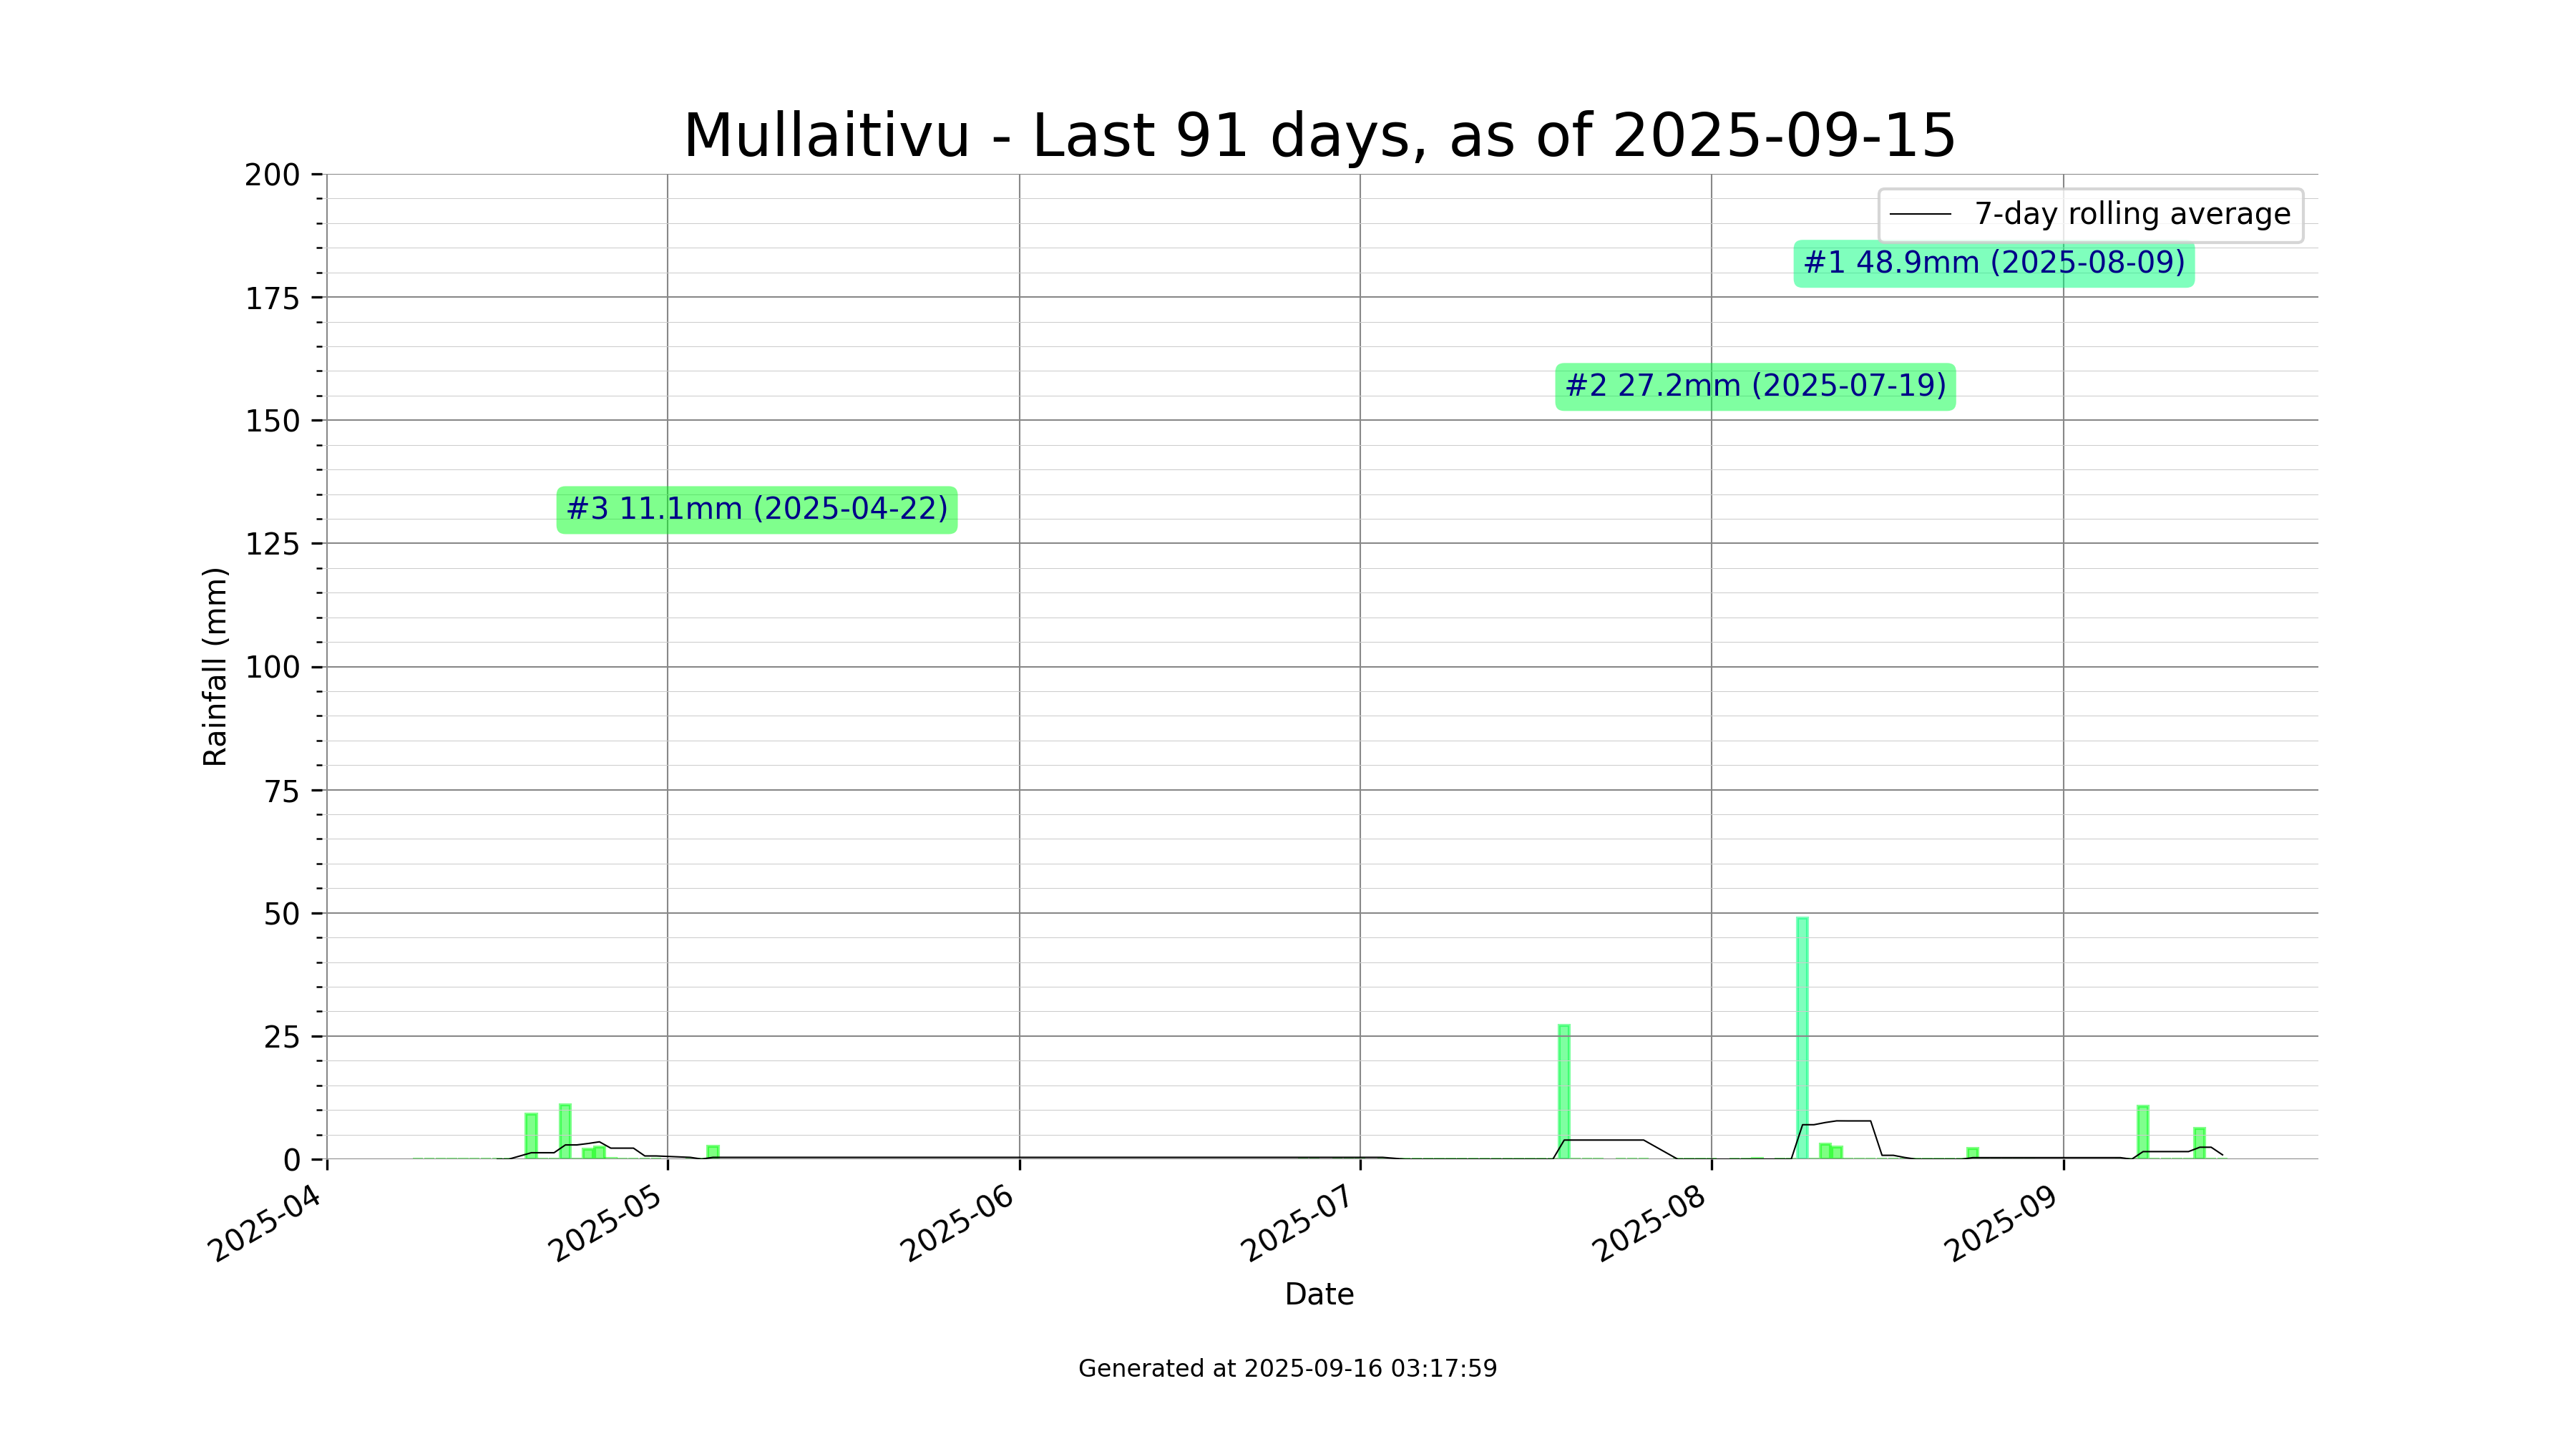 Mullaitivu - Last 91 days, as of 2025-09-15
200
175
150
125
100
75
50
25
0
Rainfall (mm)
7-day rolling average
#1 48.9mm (2025-08-09)
#2 27.2mm (2025-07-19)
#3 11.1mm (2025-04-22)
2025-04
2025-05
2025-06
2025-07
2025-08
2025-09
Date
Generated at 2025-09-16 03:17:59